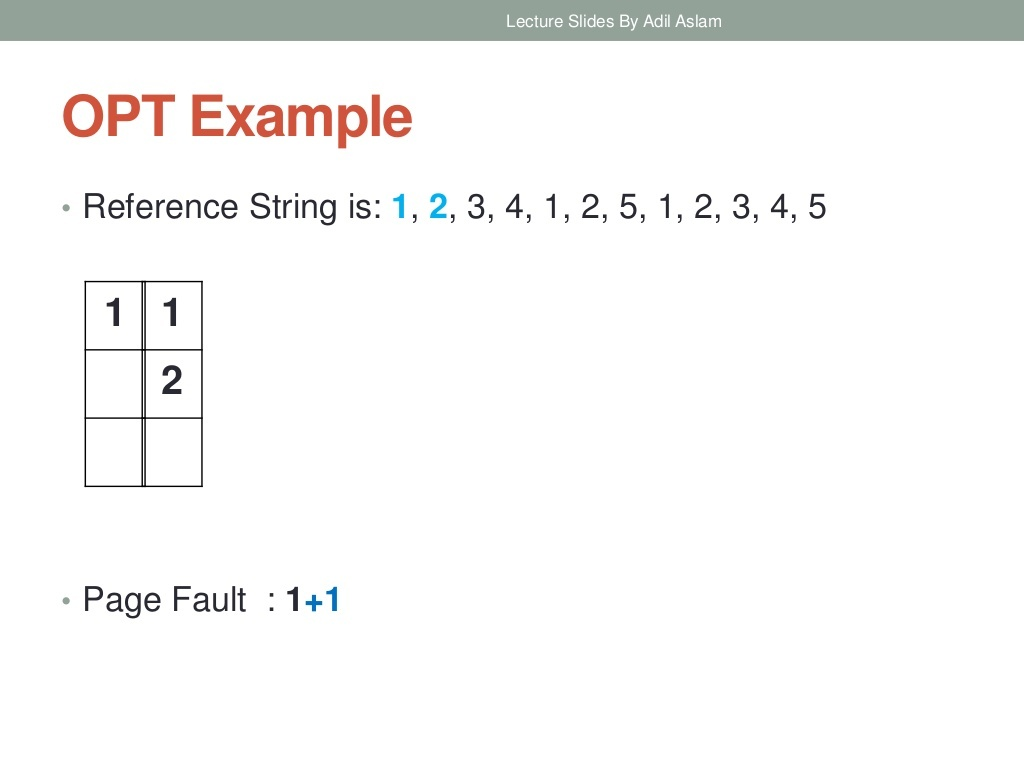 Lecture Slides By Adil Aslam
OPT Example
• Reference String is: 1, 2, 3, 4, 1, 2, 5, 1, 2, 3, 4, 5
1 1
2
• Page Fault : 1+1